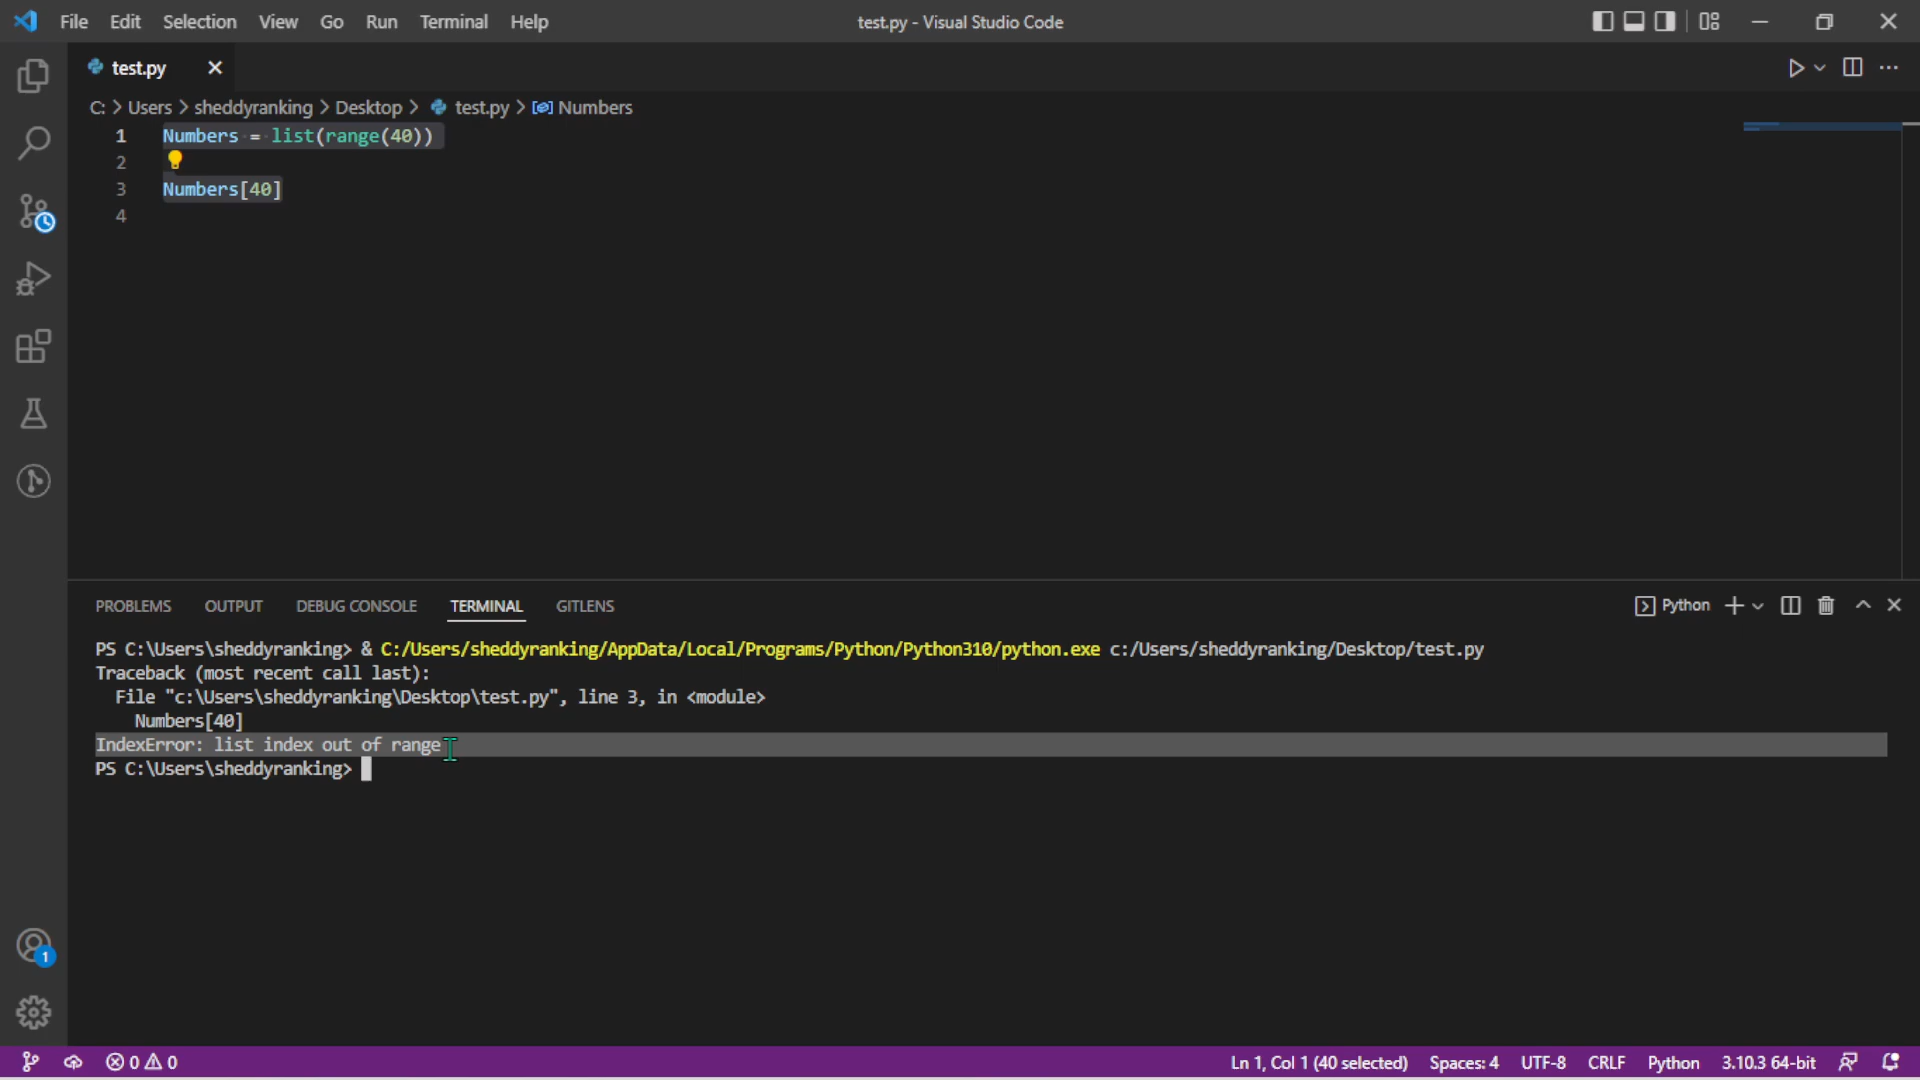 File Edit Selection View Go Run Terminal Help test.py - Visual Studio Code
test.py
C: > Users > sheddyranking > Desktop > test.py > Numbers
1 Numbers = list(range(40))
2
3 Numbers[40]
4
PROBLEMS OUTPUT DEBUG CONSOLE TERMINAL GITLENS Python
PS C:\Users\sheddyranking> & C:/Users/sheddyranking/AppData/Local/Programs/Python/Python310/python.exe c:/Users/sheddyranking/Desktop/test.py
Traceback (most recent call last):
File "c:\Users\sheddyranking\Desktop\test.py", line 3, in <module>
Numbers[40]
IndexError: list index out of range
PS C:\Users\sheddyranking>
1
0 0 Ln 1, Col 1 (40 selected) Spaces: 4 UTF-8 CRLF Python 3.10.3 64-bit